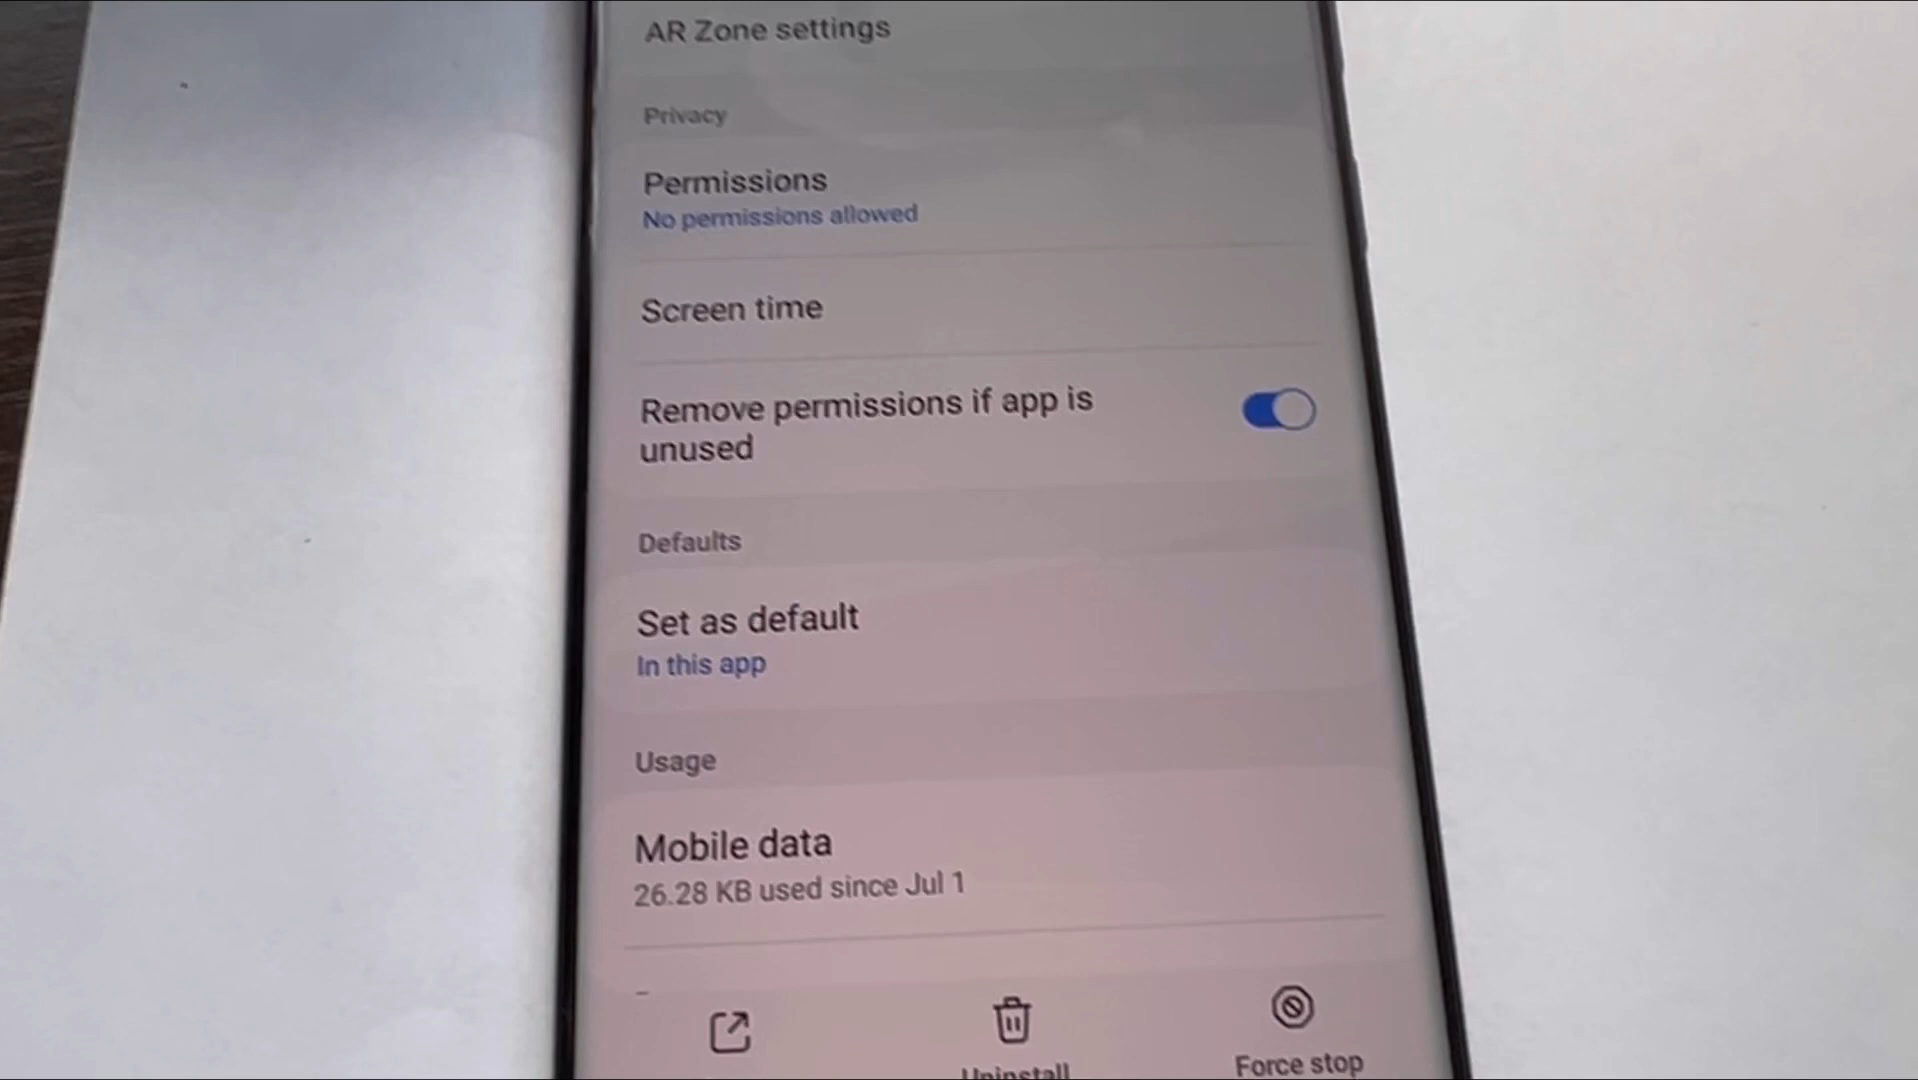 AR Zone settings
Privacy
Permissions
No permissions allowed
Screen time
Remove permissions if app is
unused
Defaults
Set as default
In this app
Usage
Mobile data
26.28 KB used since Jul 1
Uninstall
Force stop